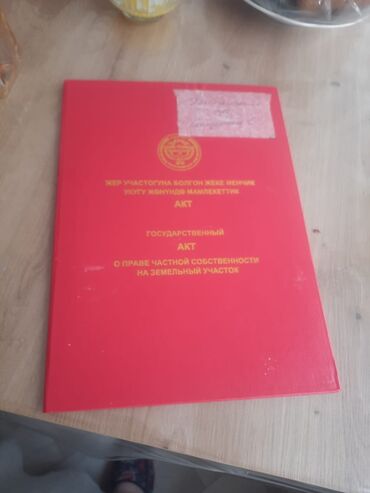 ЖЕР УЧАСТОГУНА БОЛГОН ЖЕКЕ МЕНЧИК
УКУГУ ЖӨНҮНДӨ МАМЛЕКЕТТИК
АКТ
ГОСУДАРСТВЕННЫЙ
АКТ
О ПРАВЕ ЧАСТНОЙ СОБСТВЕННОСТИ
НА ЗЕМЕЛЬНЫЙ УЧАСТОК